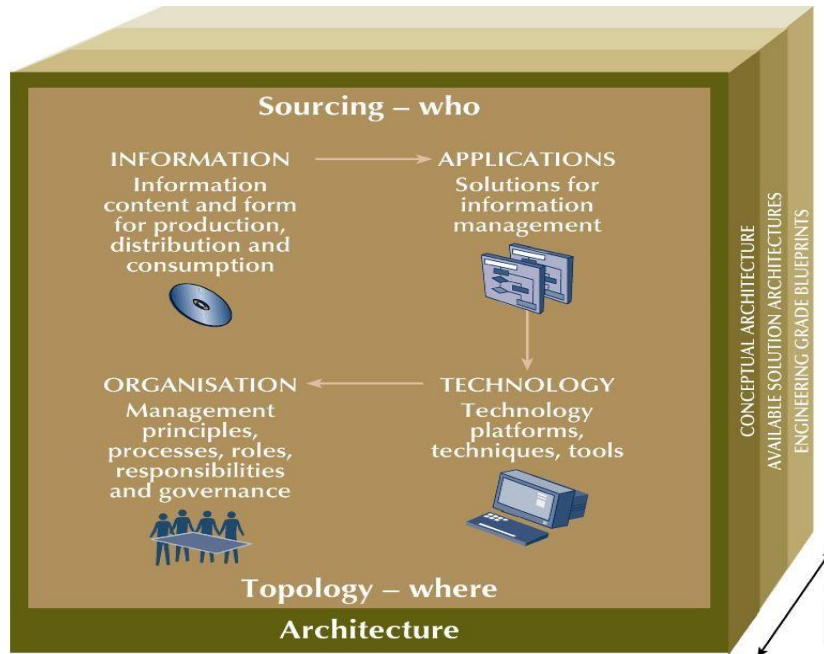 Sourcing – who
INFORMATION
Information
content and form
for production,
distribution and
consumption
APPLICATIONS
Solutions for
information
management
ORGANISATION
Management
principles,
processes, roles,
responsibilities
and governance
TECHNOLOGY
Technology
platforms,
techniques, tools
Topology – where
Architecture
CONCEPTUAL ARCHITECTURE
AVAILABLE SOLUTION ARCHITECTURES
ENGINEERING GRADE BLUEPRINTS